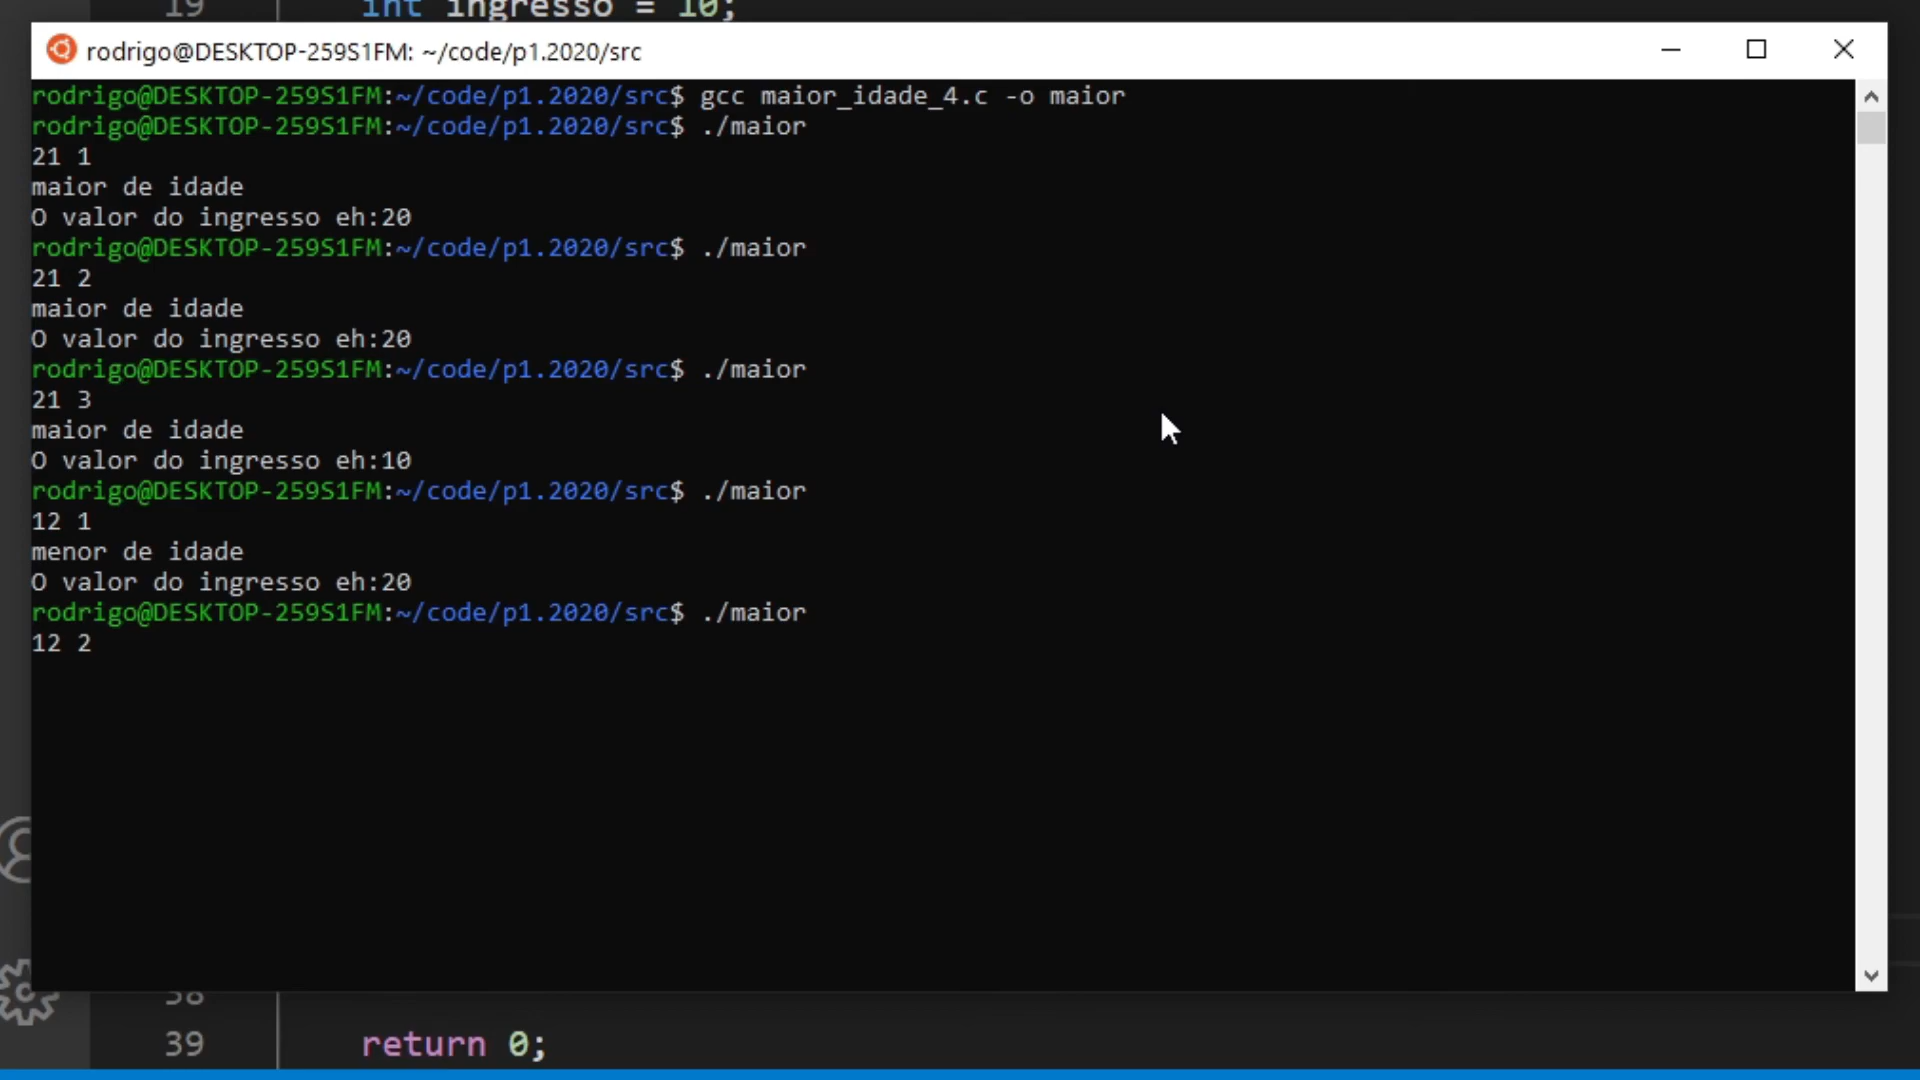 19 int ingresso = 10;
rodrigo@DESKTOP-259S1FM: ~/code/p1.2020/src
rodrigo@DESKTOP-259S1FM:~/code/p1.2020/src$ gcc maior_idade_4.c -o maior
rodrigo@DESKTOP-259S1FM:~/code/p1.2020/src$ ./maior
21 1
maior de idade
O valor do ingresso eh:20
rodrigo@DESKTOP-259S1FM:~/code/p1.2020/src$ ./maior
21 2
maior de idade
O valor do ingresso eh:20
rodrigo@DESKTOP-259S1FM:~/code/p1.2020/src$ ./maior
21 3
maior de idade
O valor do ingresso eh:10
rodrigo@DESKTOP-259S1FM:~/code/p1.2020/src$ ./maior
12 1
menor de idade
O valor do ingresso eh:20
rodrigo@DESKTOP-259S1FM:~/code/p1.2020/src$ ./maior
12 2
38
39 return 0;